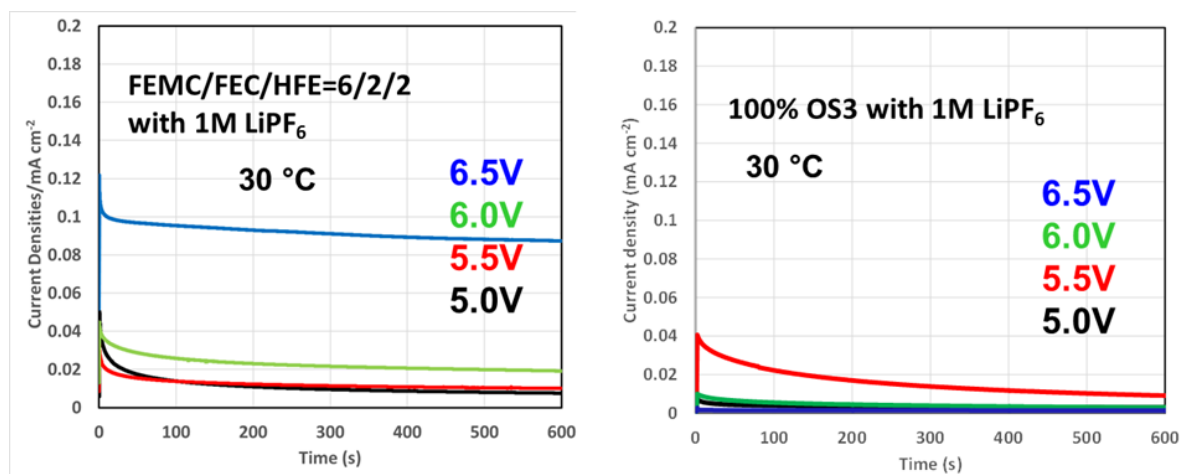 Current Densities/mA cm⁻²
0.2
0.18
0.16
0.14
0.12
0.1
0.08
0.06
0.04
0.02
0
FEMC/FEC/HFE=6/2/2
with 1M LiPF₆
30 °C
6.5V
6.0V
5.5V
5.0V
0 100 200 300 400 500 600
Time (s)
Current density (mA cm⁻²)
0.2
0.18
0.16
0.14
0.12
0.1
0.08
0.06
0.04
0.02
0
100% OS3 with 1M LiPF₆
30 °C
6.5V
6.0V
5.5V
5.0V
0 100 200 300 400 500 600
Time (s)